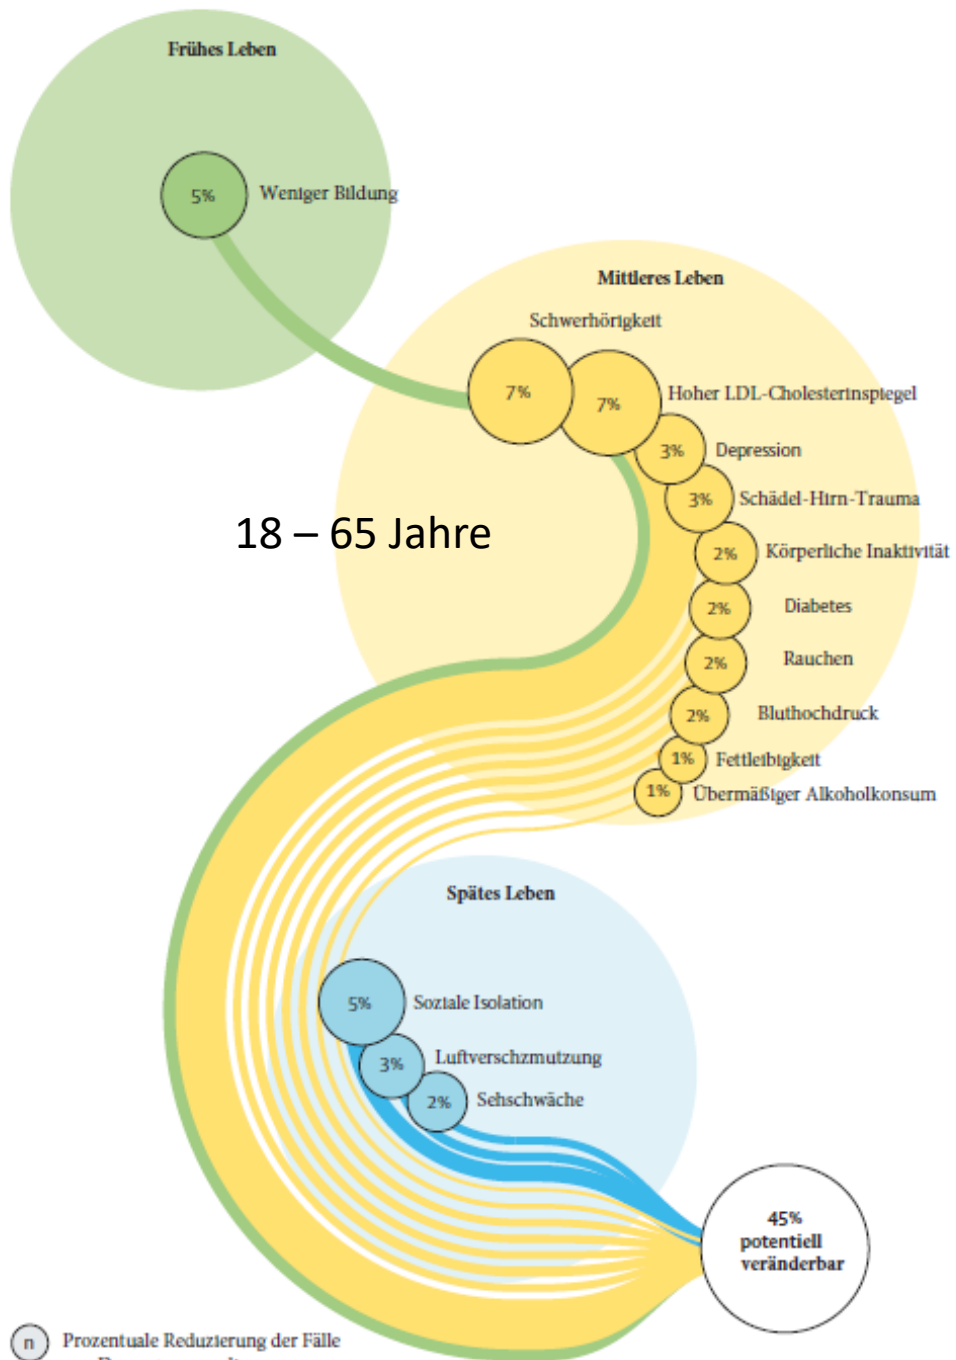 Frühes Leben
5%
Weniger Bildung
Mittleres Leben
Schwerhörigkeit
7%
7%
Hoher LDL-Cholesterinspiegel
3%
Depression
3%
Schädel-Hirn-Trauma
18 – 65 Jahre
2%
Körperliche Inaktivität
2%
Diabetes
2%
Rauchen
2%
Bluthochdruck
1%
Fettleibigkeit
1%
Übermäßiger Alkoholkonsum
Spätes Leben
5%
Soziale Isolation
3%
Luftverschzmutzung
2%
Sehschwäche
45%
potentiell
veränderbar
n
Prozentuale Reduzierung der Fälle